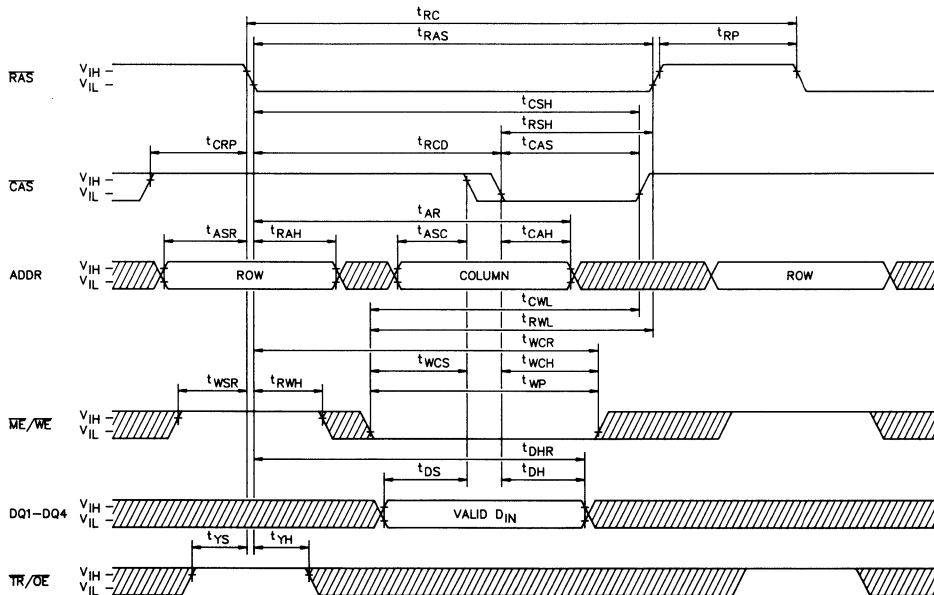 tRC
tRAS
tRP
RAS VIH
VIL
tCSH
tRSH
tCRP tRCD tCAS
CAS VIH
VIL
tAR
tASR tRAH tASC tCAH
ADDR VIH
VIL ROW COLUMN ROW
tCWL
tRWL
tWCR
tWCS tWCH
tWSR tRWH tWP
ME/WE VIH
VIL
tDHR
tDS tDH
DQ1-DQ4 VIH
VIL VALID DIN
tYS tYH
TR/OE VIH
VIL